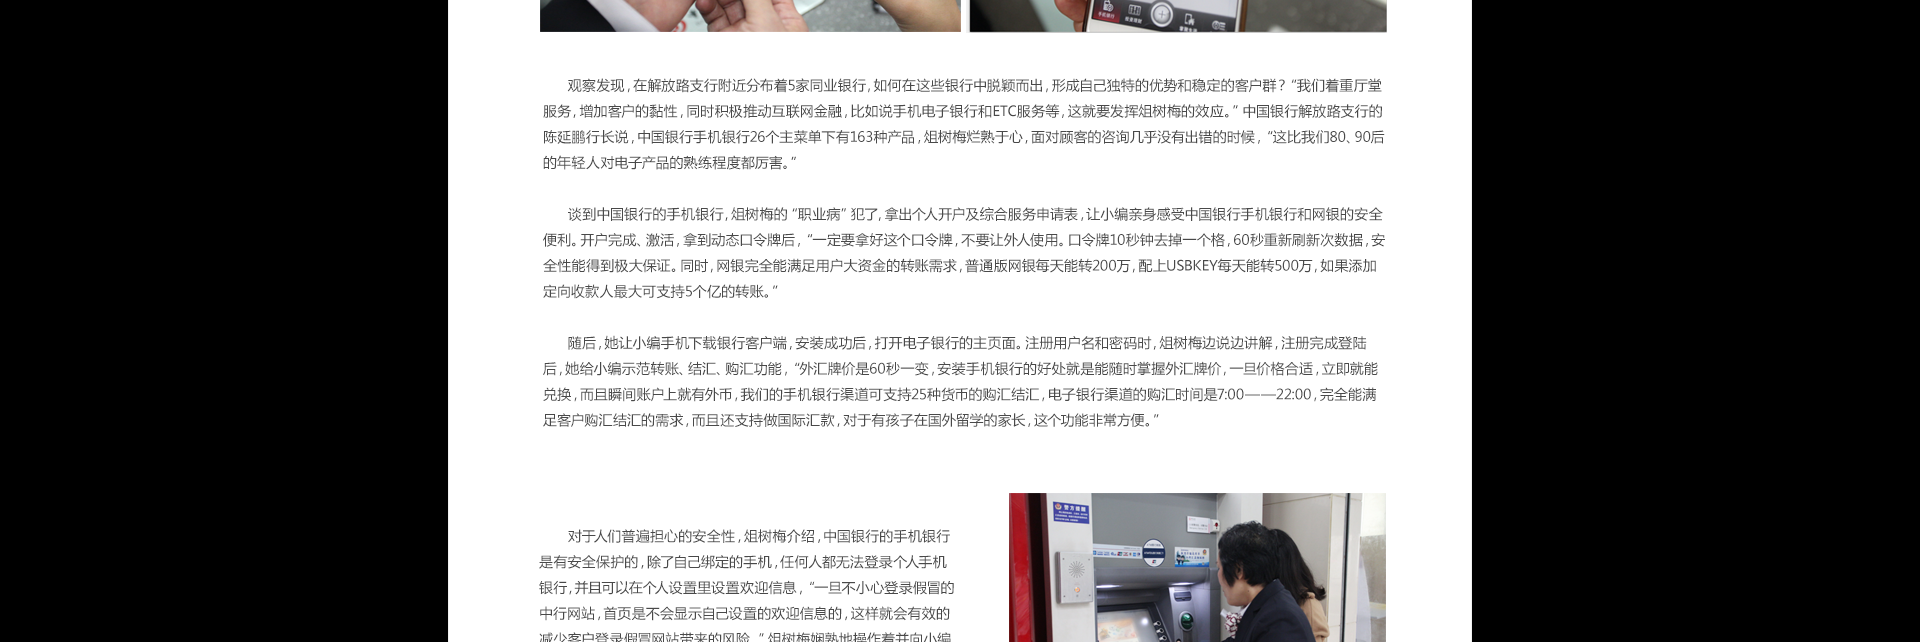 手机银行
观察发现，在解放路支行附近分布着5家同业银行，如何在这些银行中脱颖而出，形成自己独特的优势和稳定的客户群？“我们着重厅堂
服务，增加客户的黏性，同时积极推动互联网金融，比如说手机电子银行和ETC服务等，这就要发挥俎树梅的效应。”中国银行解放路支行的
陈延鹏行长说，中国银行手机银行26个主菜单下有163种产品，俎树梅烂熟于心，面对顾客的咨询几乎没有出错的时候，“这比我们80、90后
的年轻人对电子产品的熟练程度都厉害。”
谈到中国银行的手机银行，俎树梅的“职业病”犯了，拿出个人开户及综合服务申请表，让小编亲身感受中国银行手机银行和网银的安全
便利。开户完成、激活，拿到动态口令牌后，“一定要拿好这个口令牌，不要让外人使用。口令牌10秒钟去掉一个格，60秒重新刷新次数据，安
全性能得到极大保证。同时，网银完全能满足用户大资金的转账需求，普通版网银每天能转200万，配上USBKEY每天能转500万，如果添加
定向收款人最大可支持5个亿的转账。”
随后，她让小编手机下载银行客户端，安装成功后，打开电子银行的主页面。注册用户名和密码时，俎树梅边说边讲解，注册完成登陆
后，她给小编示范转账、结汇、购汇功能，“外汇牌价是60秒一变，安装手机银行的好处就是能随时掌握外汇牌价，一旦价格合适，立即就能
兑换，而且瞬间账户上就有外币，我们的手机银行渠道可支持25种货币的购汇结汇，电子银行渠道的购汇时间是7:00——22:00，完全能满
足客户购汇结汇的需求，而且还支持做国际汇款，对于有孩子在国外留学的家长，这个功能非常方便。”
对于人们普遍担心的安全性，俎树梅介绍，中国银行的手机银行
是有安全保护的，除了自己绑定的手机，任何人都无法登录个人手机
银行，并且可以在个人设置里设置欢迎信息，“一旦不小心登录假冒的
中行网站，首页是不会显示自己设置的欢迎信息的，这样就会有效的
减少客户登录假冒网站带来的风险。”俎树梅娴熟地操作着并向小编
警方提醒